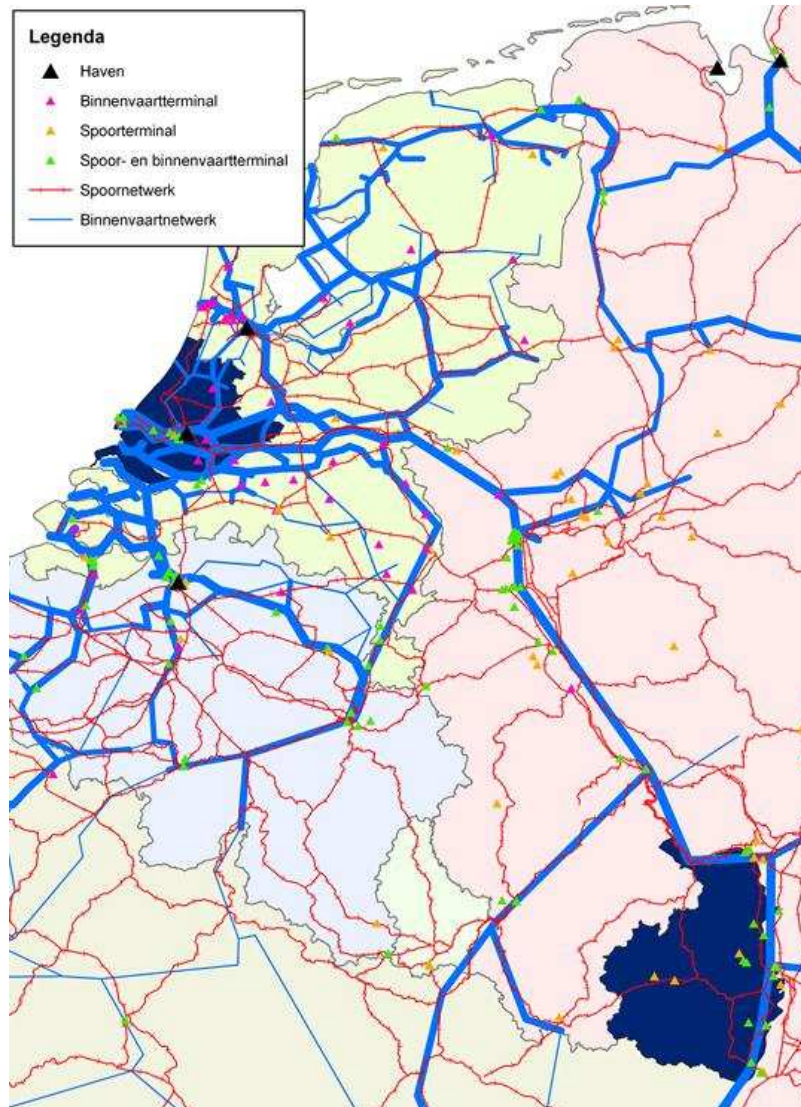 Legenda
Haven
Binnenvaartterminal
Spoorterminal
Spoor- en binnenvaartterminal
Spoornetwerk
Binnenvaartnetwerk